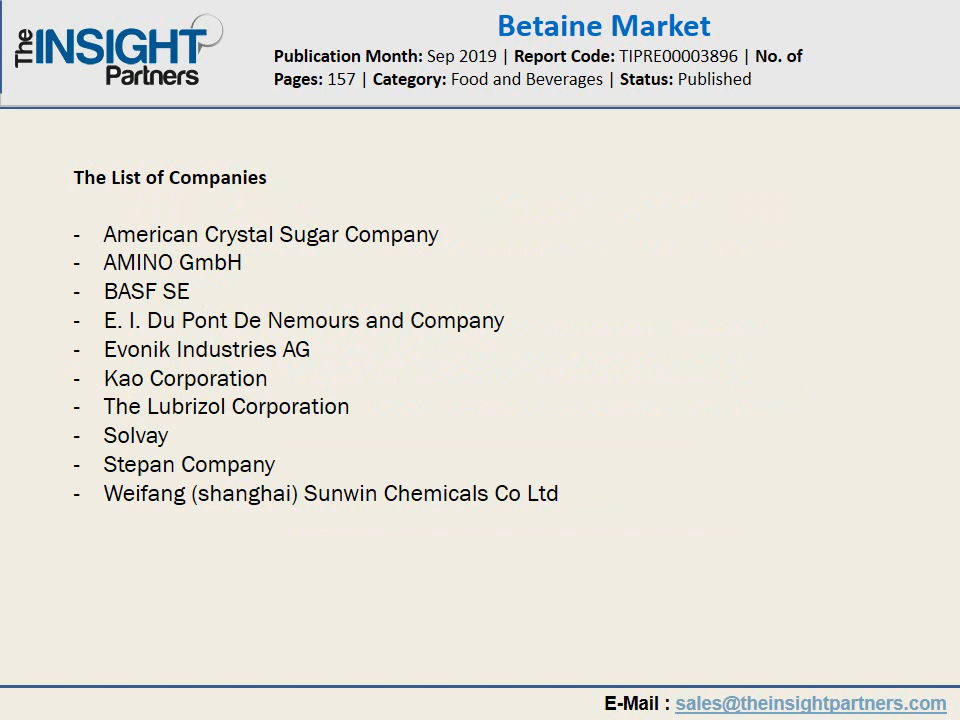 The INSIGHT Partners
Betaine Market
Publication Month: Sep 2019 | Report Code: TIPRE00003896 | No. of
Pages: 157 | Category: Food and Beverages | Status: Published
The List of Companies
- American Crystal Sugar Company
- AMINO GmbH
- BASF SE
- E. I. Du Pont De Nemours and Company
- Evonik Industries AG
- Kao Corporation
- The Lubrizol Corporation
- Solvay
- Stepan Company
- Weifang (shanghai) Sunwin Chemicals Co Ltd
E-Mail : sales@theinsightpartners.com